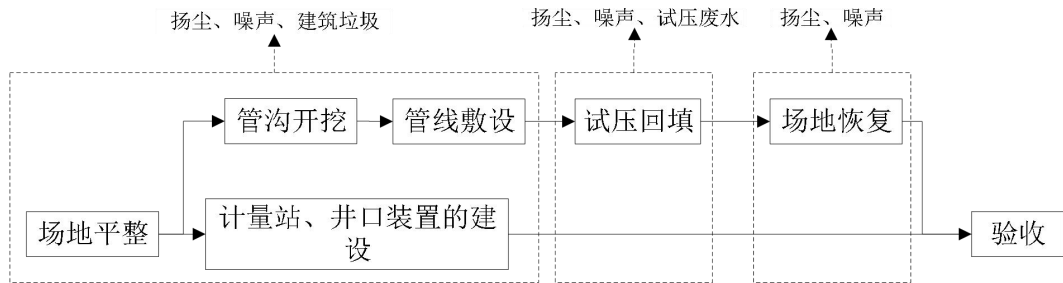 扬尘、噪声、建筑垃圾
扬尘、噪声、试压废水
扬尘、噪声
管沟开挖
管线敷设
试压回填
场地恢复
场地平整
计量站、井口装置的建
设
验收